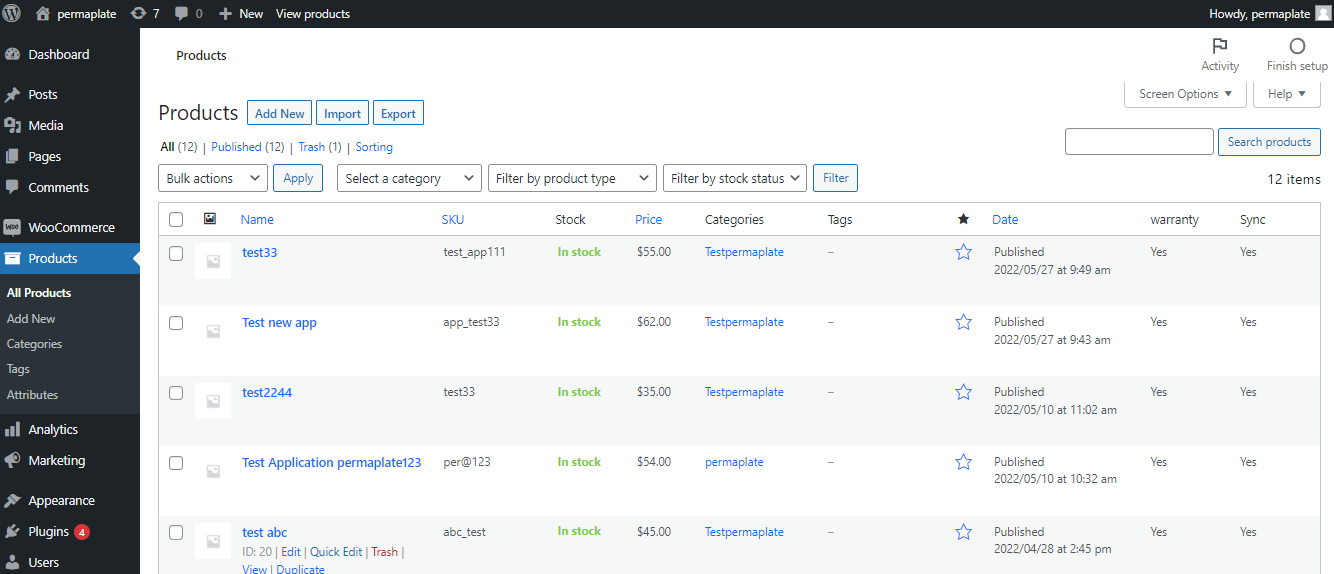 permaplate 7 0 New View products Howdy, permaplate
Dashboard
Posts
Media
Pages
Comments
WooCommerce
Products
All Products
Add New
Categories
Tags
Attributes
Analytics
Marketing
Appearance
Plugins 4
Users
Products
Activity Finish setup
Screen Options Help
Products Add New Import Export
All (12) | Published (12) | Trash (1) | Sorting
Search products
Bulk actions Apply Select a category Filter by product type Filter by stock status Filter
12 items
Name SKU Stock Price Categories Tags Date warranty Sync
test33 test_app111 In stock $55.00 Testpermaplate – Published Yes Yes
2022/05/27 at 9:49 am
Test new app app_test33 In stock $62.00 Testpermaplate – Published Yes Yes
2022/05/27 at 9:43 am
test2244 test33 In stock $35.00 Testpermaplate – Published Yes Yes
2022/05/10 at 11:02 am
Test Application permaplate123 per@123 In stock $54.00 permaplate – Published Yes Yes
2022/05/10 at 10:32 am
test abc abc_test In stock $45.00 Testpermaplate – Published Yes Yes
ID: 20 | Edit | Quick Edit | Trash | 2022/04/28 at 2:45 pm
View | Duplicate